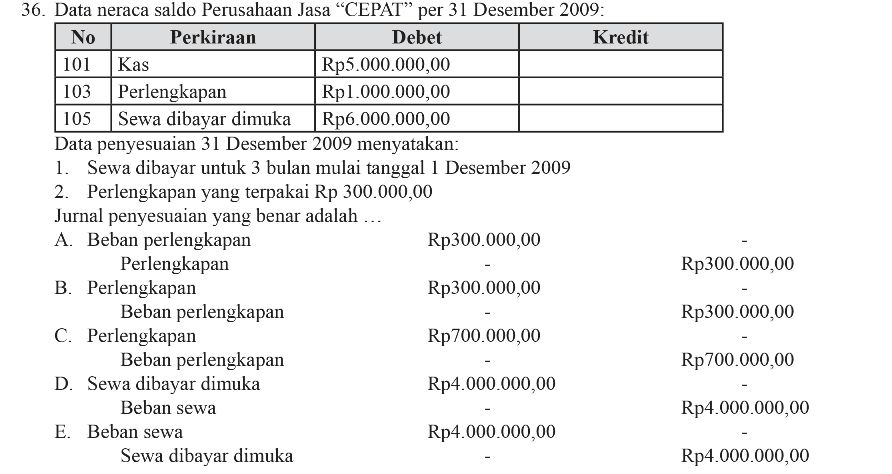 36. Data neraca saldo Perusahaan Jasa “CEPAT” per 31 Desember 2009:
No Perkiraan Debet Kredit
101 Kas Rp5.000.000,00
103 Perlengkapan Rp1.000.000,00
105 Sewa dibayar dimuka Rp6.000.000,00
Data penyesuaian 31 Desember 2009 menyatakan:
1. Sewa dibayar untuk 3 bulan mulai tanggal 1 Desember 2009
2. Perlengkapan yang terpakai Rp 300.000,00
Jurnal penyesuaian yang benar adalah …
A. Beban perlengkapan Rp300.000,00 -
Perlengkapan - Rp300.000,00
B. Perlengkapan Rp300.000,00 -
Beban perlengkapan - Rp300.000,00
C. Perlengkapan Rp700.000,00 -
Beban perlengkapan - Rp700.000,00
D. Sewa dibayar dimuka Rp4.000.000,00 -
Beban sewa - Rp4.000.000,00
E. Beban sewa Rp4.000.000,00 -
Sewa dibayar dimuka - Rp4.000.000,00